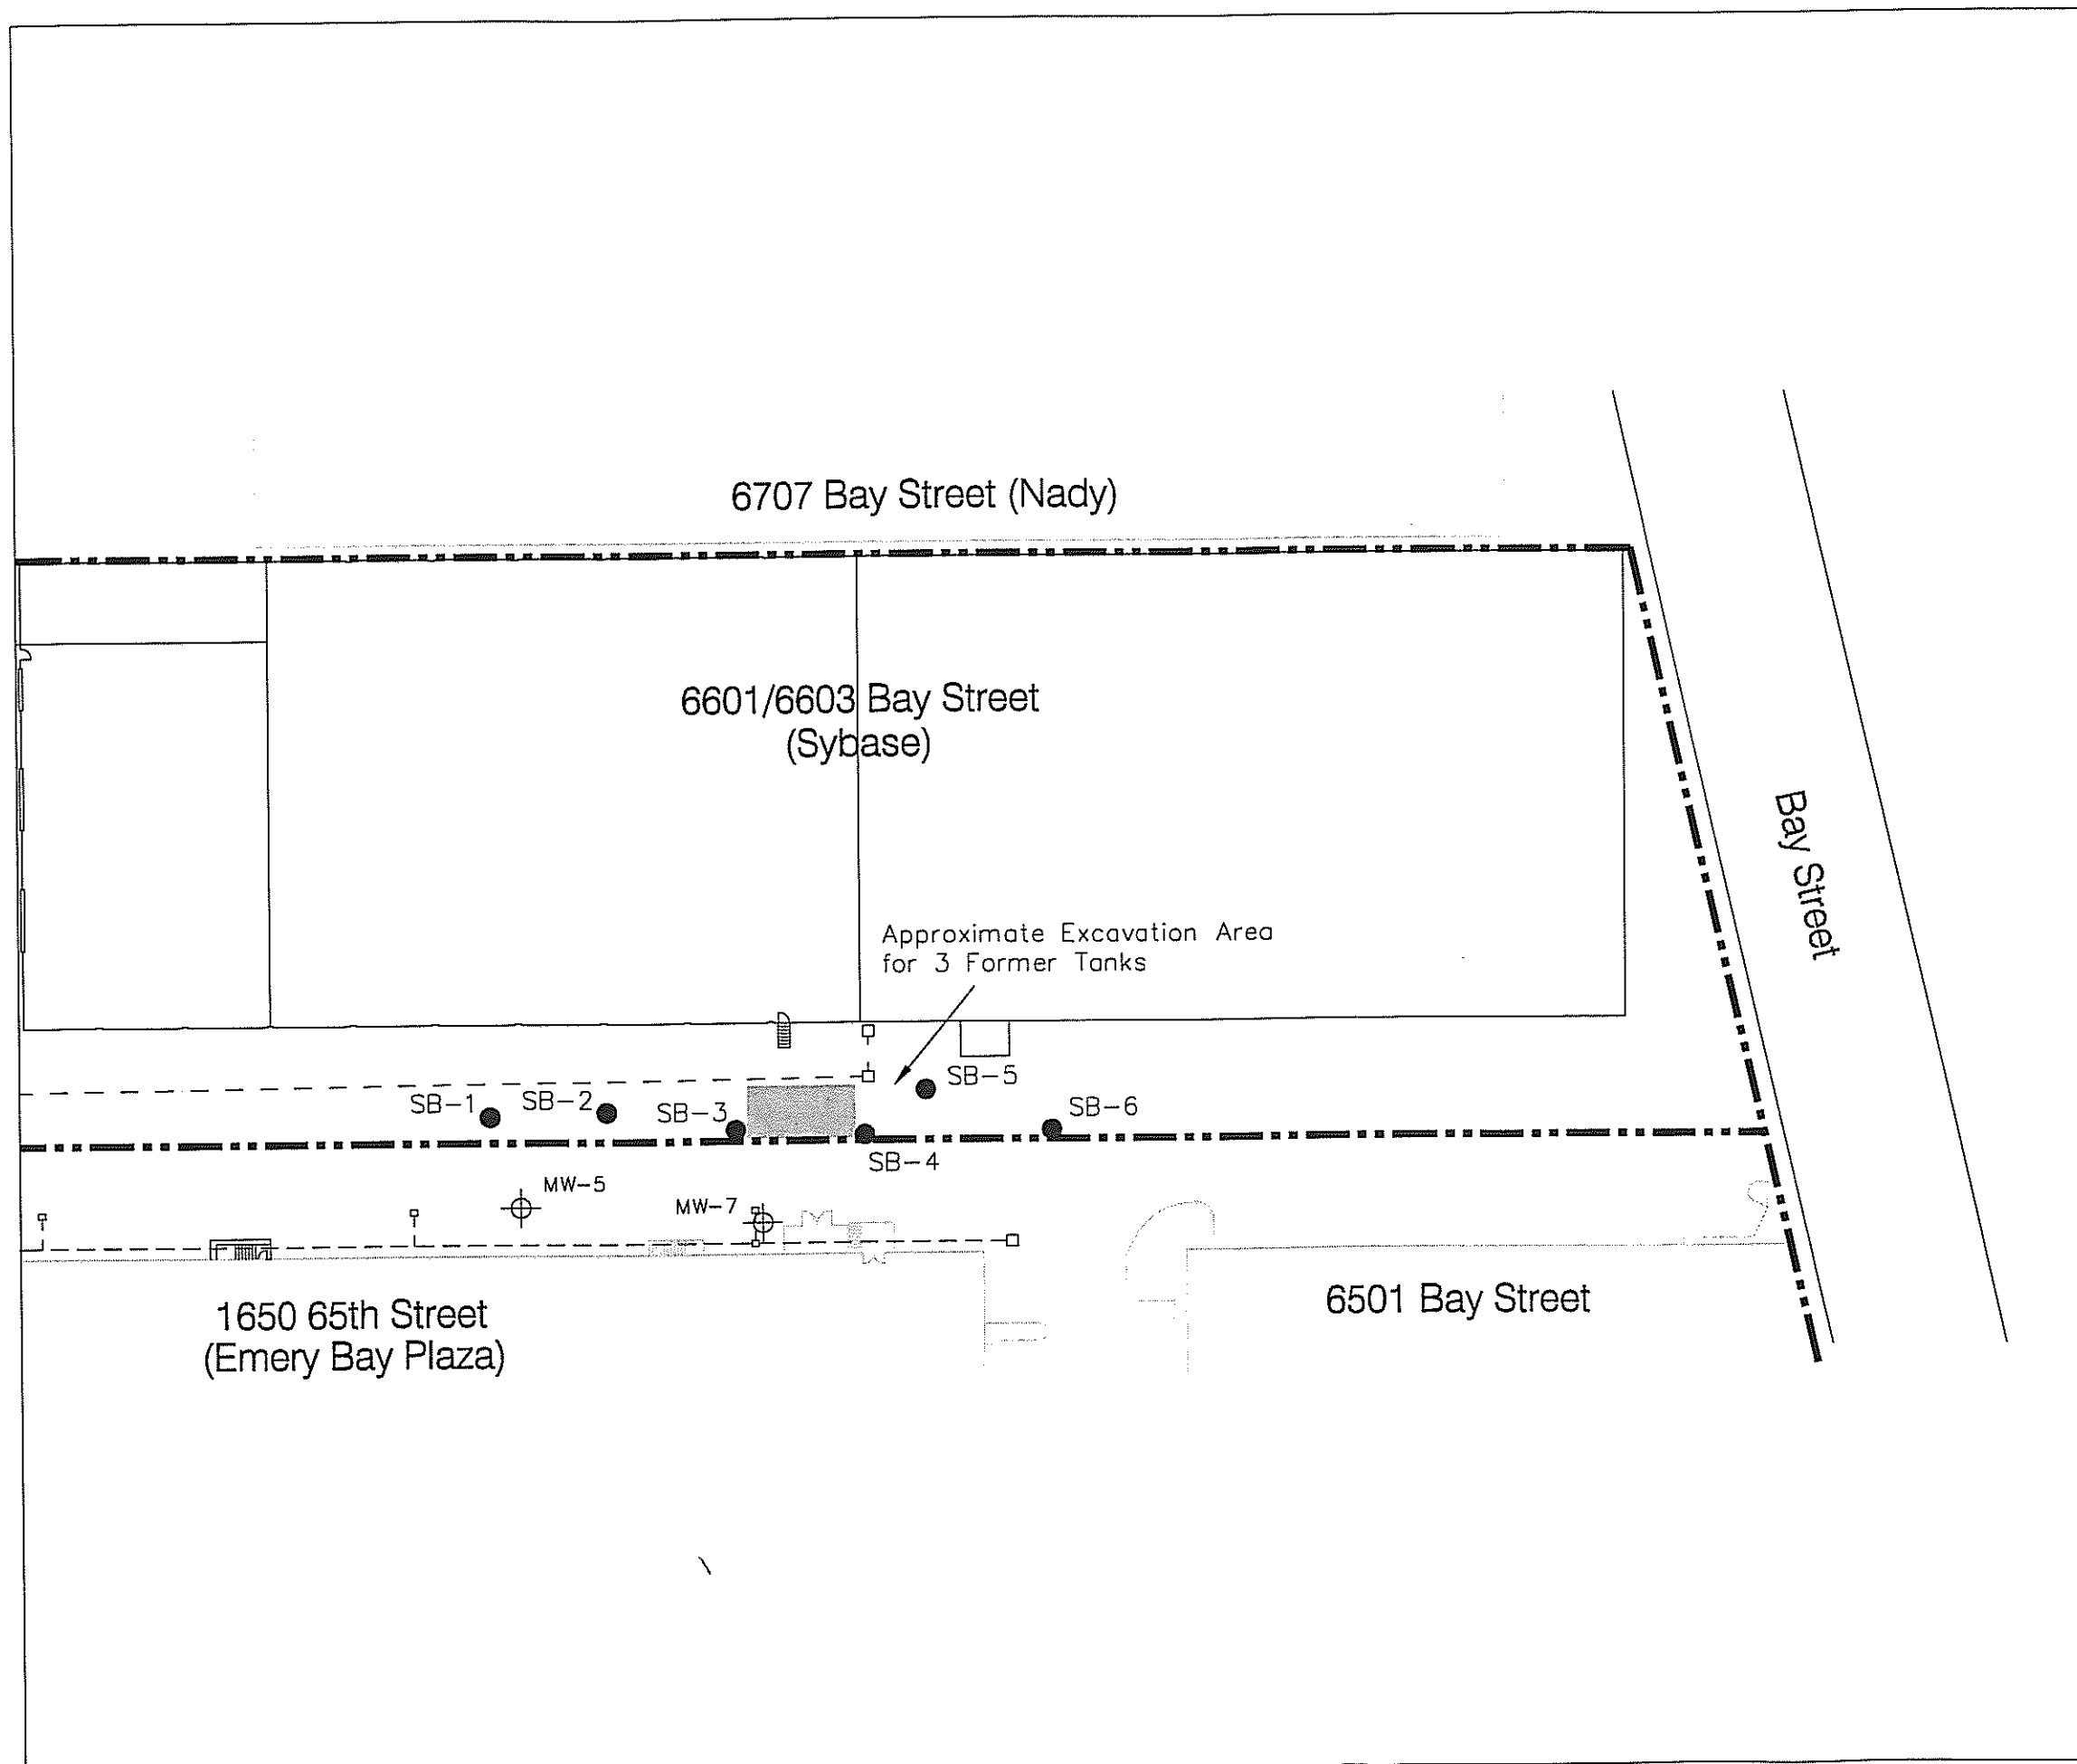 6707 Bay Street (Nady)
6601/6603 Bay Street
(Sybase)
Bay Street
Approximate Excavation Area
for 3 Former Tanks
SB-5
SB-1
SB-2
SB-3
SB-6
SB-4
MW-5
MW-7
1650 65th Street
(Emery Bay Plaza)
6501 Bay Street